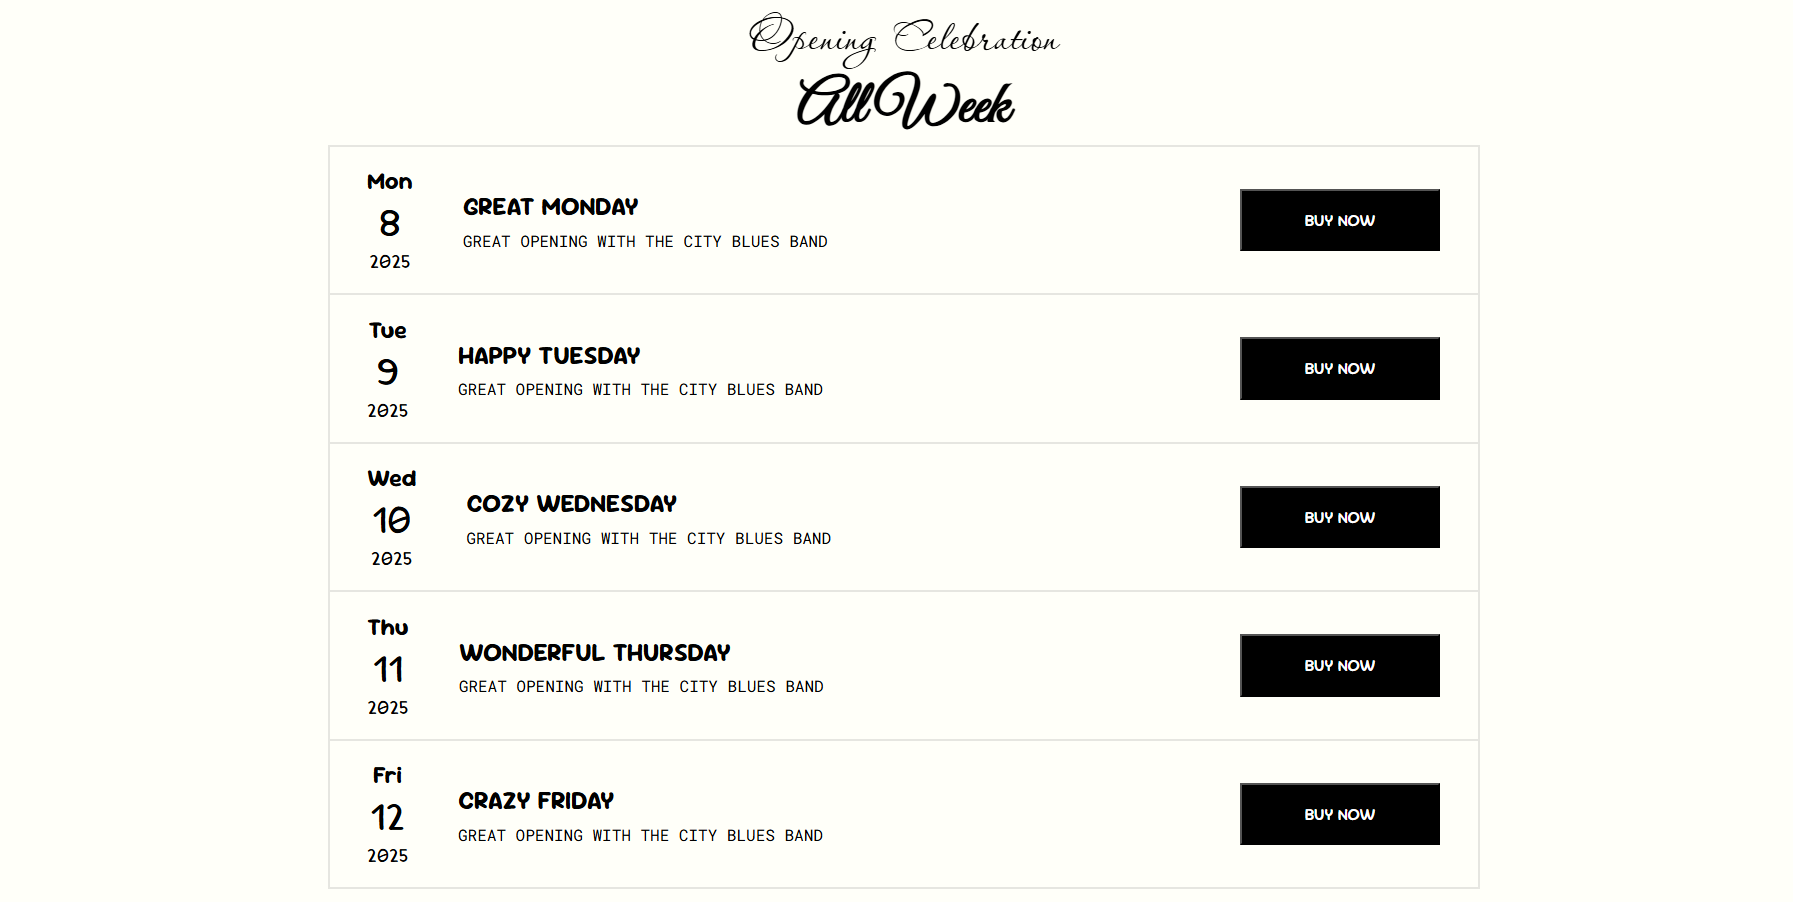 Opening Celebration
All Week
Mon
8
2025
GREAT MONDAY
GREAT OPENING WITH THE CITY BLUES BAND
BUY NOW
Tue
9
2025
HAPPY TUESDAY
GREAT OPENING WITH THE CITY BLUES BAND
BUY NOW
Wed
10
2025
COZY WEDNESDAY
GREAT OPENING WITH THE CITY BLUES BAND
BUY NOW
Thu
11
2025
WONDERFUL THURSDAY
GREAT OPENING WITH THE CITY BLUES BAND
BUY NOW
Fri
12
2025
CRAZY FRIDAY
GREAT OPENING WITH THE CITY BLUES BAND
BUY NOW